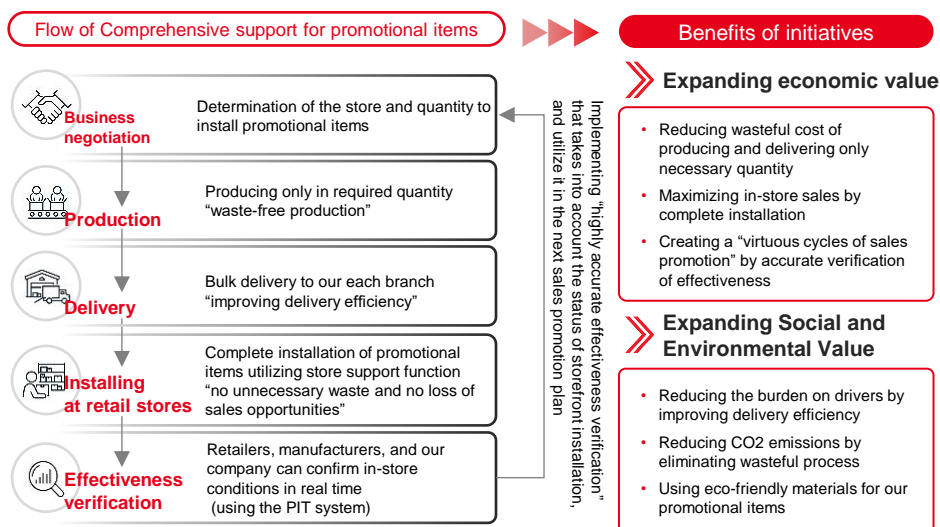 Flow of Comprehensive support for promotional items
Business
negotiation
Determination of the store and quantity to
install promotional items
Production
Producing only in required quantity
“waste-free production”
Delivery
Bulk delivery to our each branch
“improving delivery efficiency”
Installing
at retail stores
Complete installation of promotional
items utilizing store support function
“no unnecessary waste and no loss of
sales opportunities”
Effectiveness
verification
Retailers, manufacturers, and our
company can confirm in-store
conditions in real time
(using the PIT system)
Implementing “highly accurate effectiveness verification”
that takes into account the status of storefront installation,
and utilize it in the next sales promotion plan
Benefits of initiatives
Expanding economic value
• Reducing wasteful cost of
producing and delivering only
necessary quantity
• Maximizing in-store sales by
complete installation
• Creating a “virtuous cycles of sales
promotion” by accurate verification
of effectiveness
Expanding Social and
Environmental Value
• Reducing the burden on drivers by
improving delivery efficiency
• Reducing CO2 emissions by
eliminating wasteful process
• Using eco-friendly materials for our
promotional items